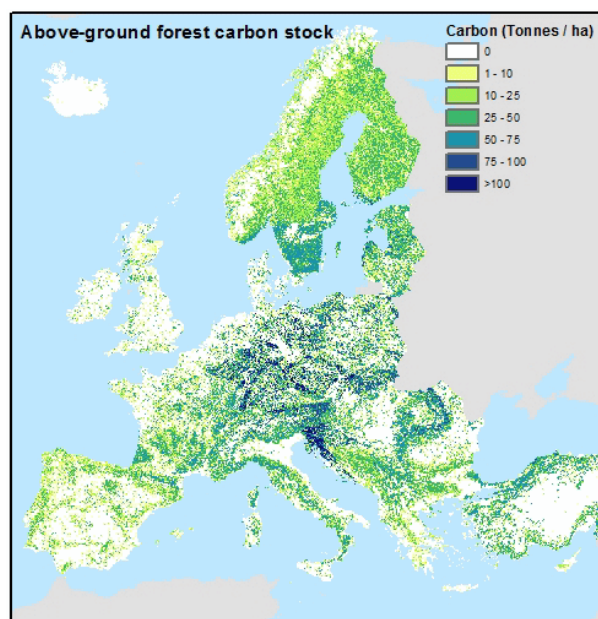 Above-ground forest carbon stock
Carbon (Tonnes / ha)
0
1 - 10
10 - 25
25 - 50
50 - 75
75 - 100
>100